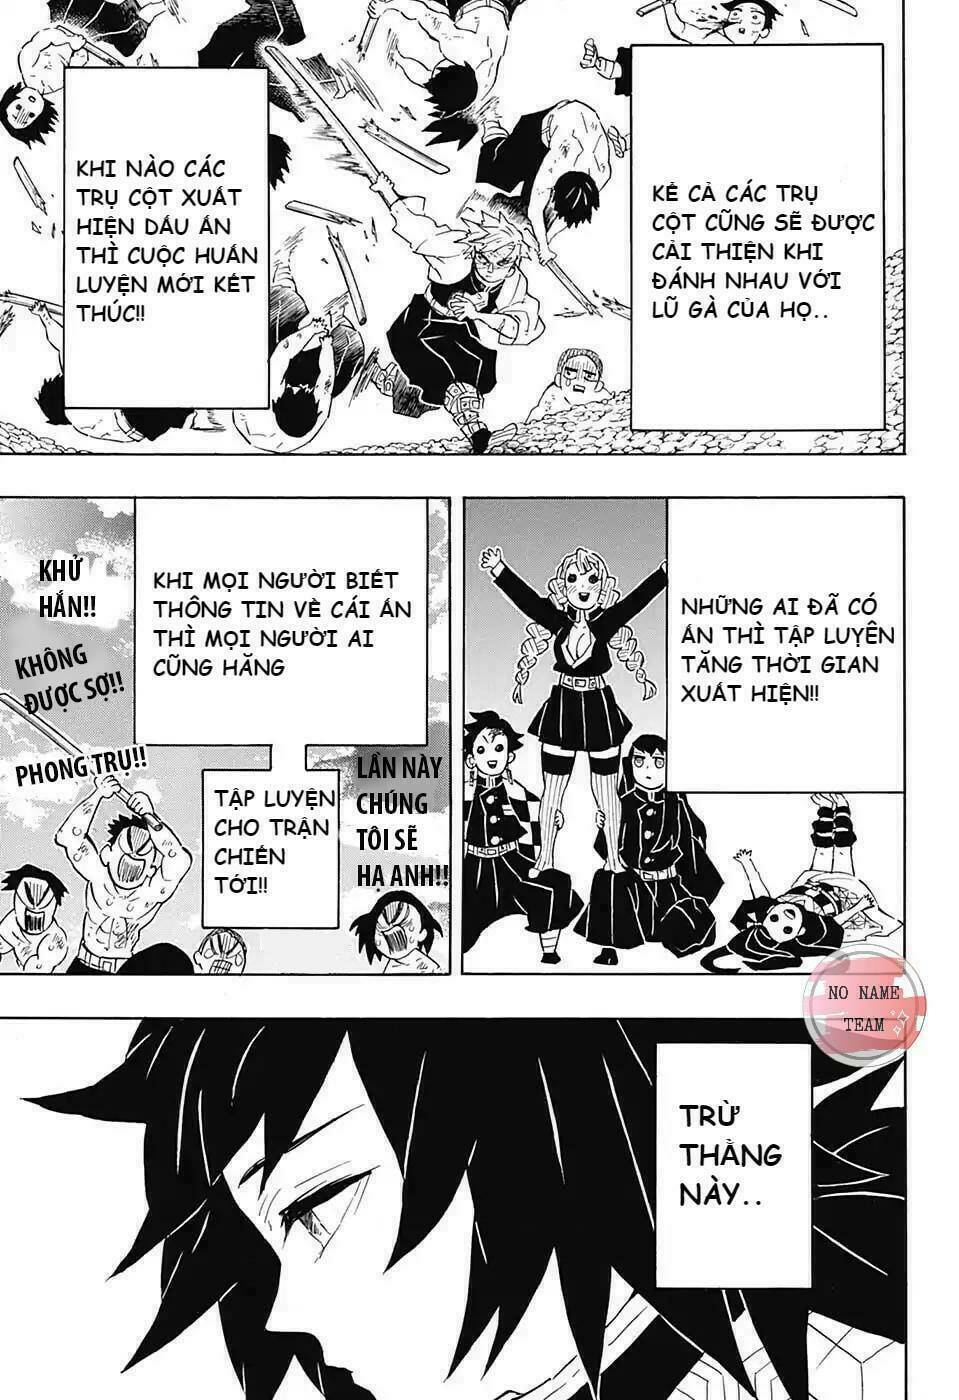 KỂ CẢ CÁC TRỤ
CỘT CŨNG SẼ ĐƯỢC
CẢI THIỆN KHI
ĐÁNH NHAU VỚI
LŨ GÀ CỦA HỌ..
KHI NÀO CÁC
TRỤ CỘT XUẤT
HIỆN DẤU ẤN
THÌ CUỘC HUẤN
LUYỆN MỚI KẾT
THÚC!!
NHỮNG AI ĐÃ CÓ
ẤN THÌ TẬP LUYỆN
TĂNG THỜI GIAN
XUẤT HIỆN!!
KHI MỌI NGƯỜI BIẾT
THÔNG TIN VỀ CÁI ẤN
THÌ MỌI NGƯỜI AI
CŨNG HĂNG
TẬP LUYỆN
CHO TRẬN
CHIẾN
TỚI!!
LẦN NÀY
CHÚNG
TÔI SẼ
HẠ ANH!!
KHỬ
HẮN!!
KHÔNG
ĐƯỢC SỢ!!
PHONG TRỤ!!
NO NAME
TEAM
TRỪ
THẰNG
NÀY..